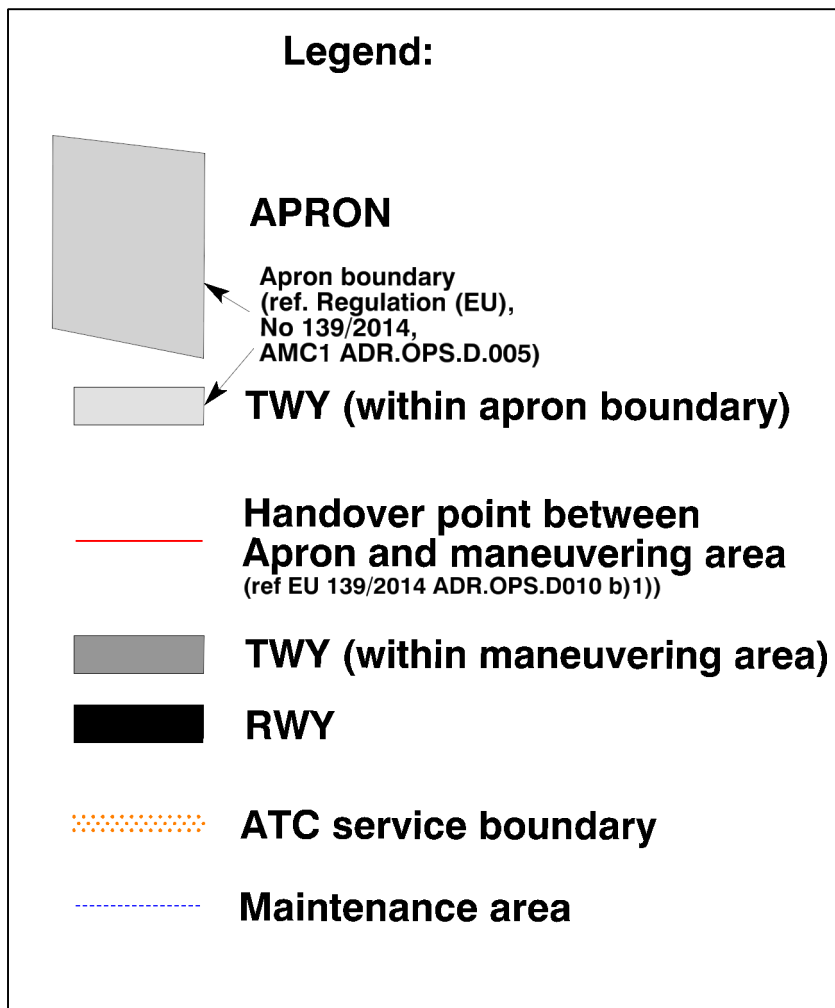 Legend:
APRON
Apron boundary
(ref. Regulation (EU),
No 139/2014,
AMC1 ADR.OPS.D.005)
TWY (within apron boundary)
Handover point between
Apron and maneuvering area
(ref EU 139/2014 ADR.OPS.D010 b)1))
TWY (within maneuvering area)
RWY
ATC service boundary
Maintenance area